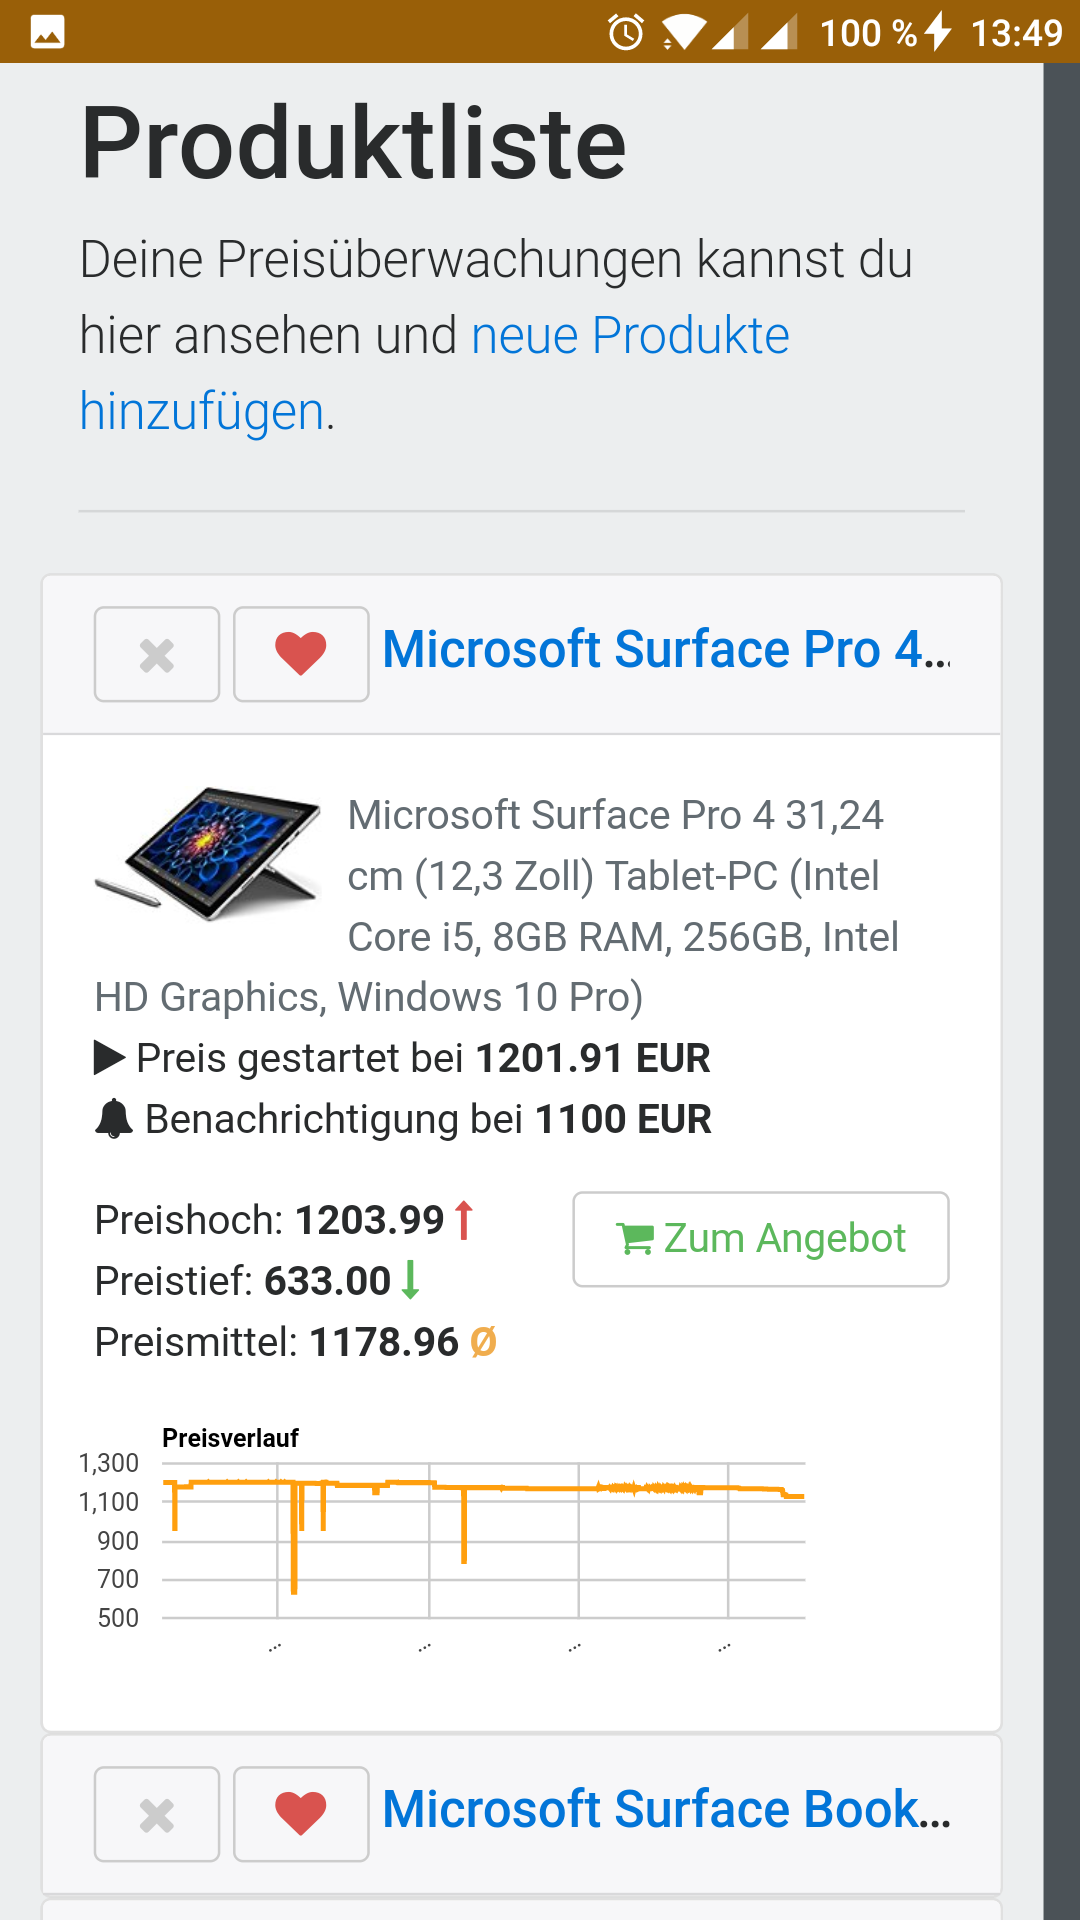 100 % 13:49
Produktliste
Deine Preisüberwachungen kannst du
hier ansehen und neue Produkte
hinzufügen.
Microsoft Surface Pro 4...
Microsoft Surface Pro 4 31,24
cm (12,3 Zoll) Tablet-PC (Intel
Core i5, 8GB RAM, 256GB, Intel
HD Graphics, Windows 10 Pro)
Preis gestartet bei 1201.91 EUR
Benachrichtigung bei 1100 EUR
Preishoch: 1203.99
Zum Angebot
Preistief: 633.00
Preismittel: 1178.96 Ø
Preisverlauf
1,300
1,100
900
700
500
... ... ... ...
Microsoft Surface Book...